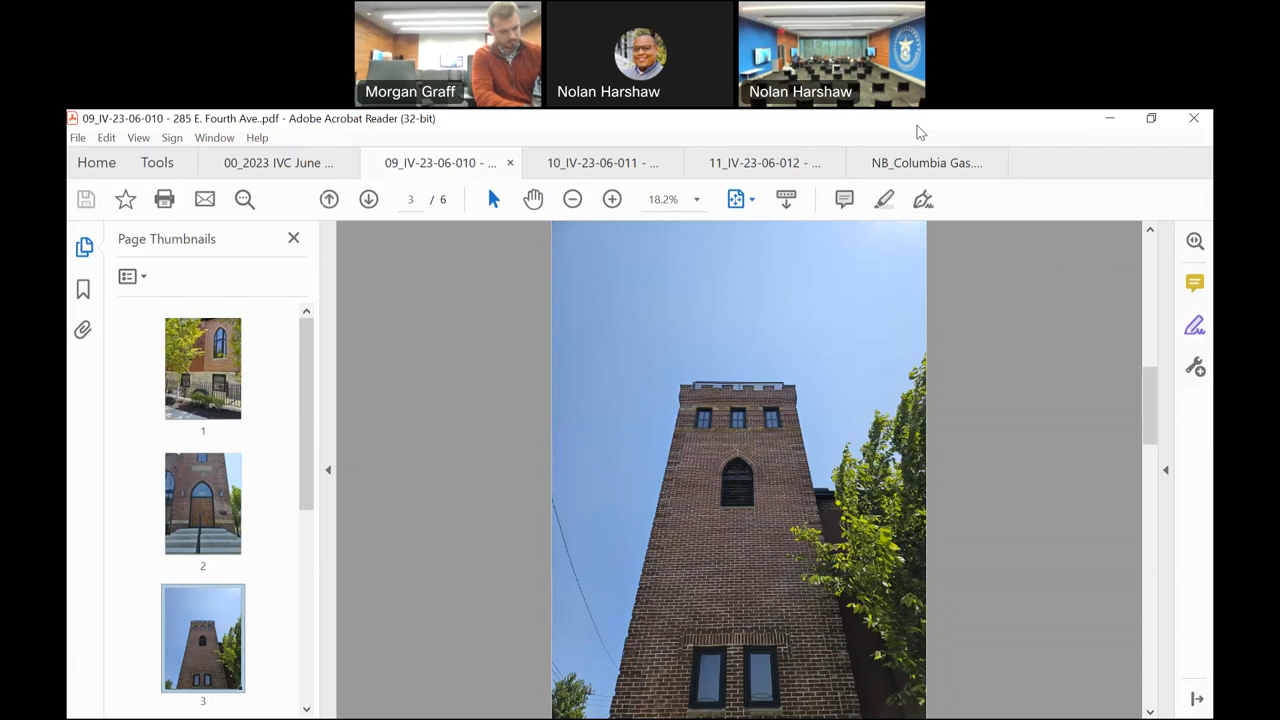 Morgan Graff
Nolan Harshaw
Nolan Harshaw
09_IV-23-06-010 - 285 E. Fourth Ave..pdf - Adobe Acrobat Reader (32-bit)
File Edit View Sign Window Help
Home Tools 00_2023 IVC June ... 09_IV-23-06-010 - ... × 10_IV-23-06-011 - ... 11_IV-23-06-012 - ... NB_Columbia Gas....
3 / 6 18.2%
Page Thumbnails
1
2
3